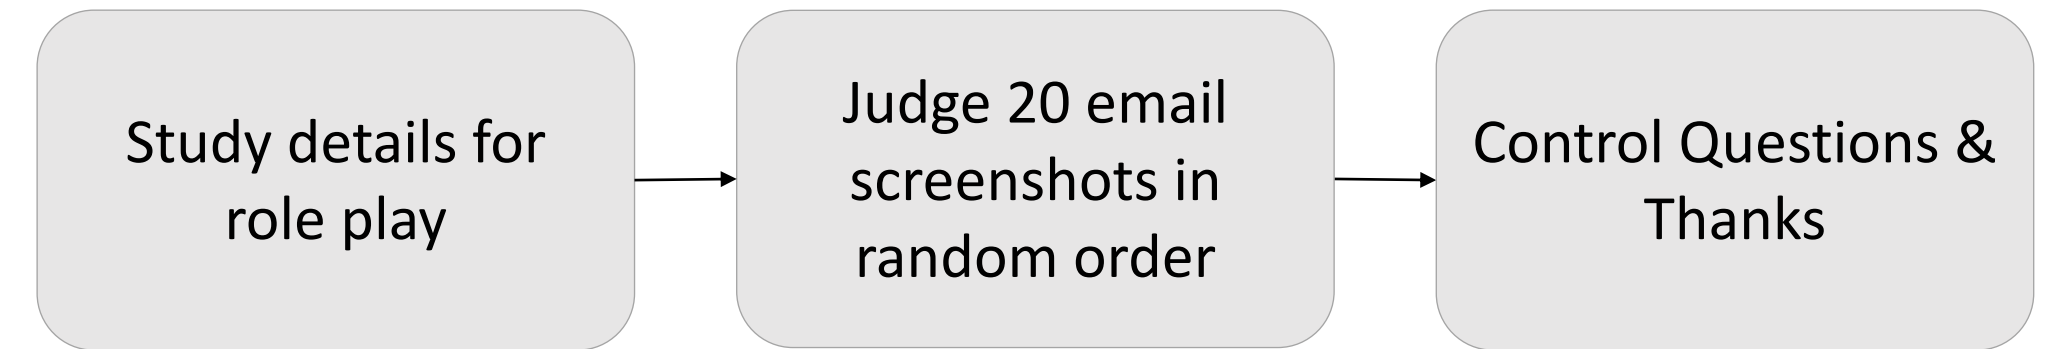 Study details for
role play
Judge 20 email
screenshots in
random order
Control Questions &
Thanks